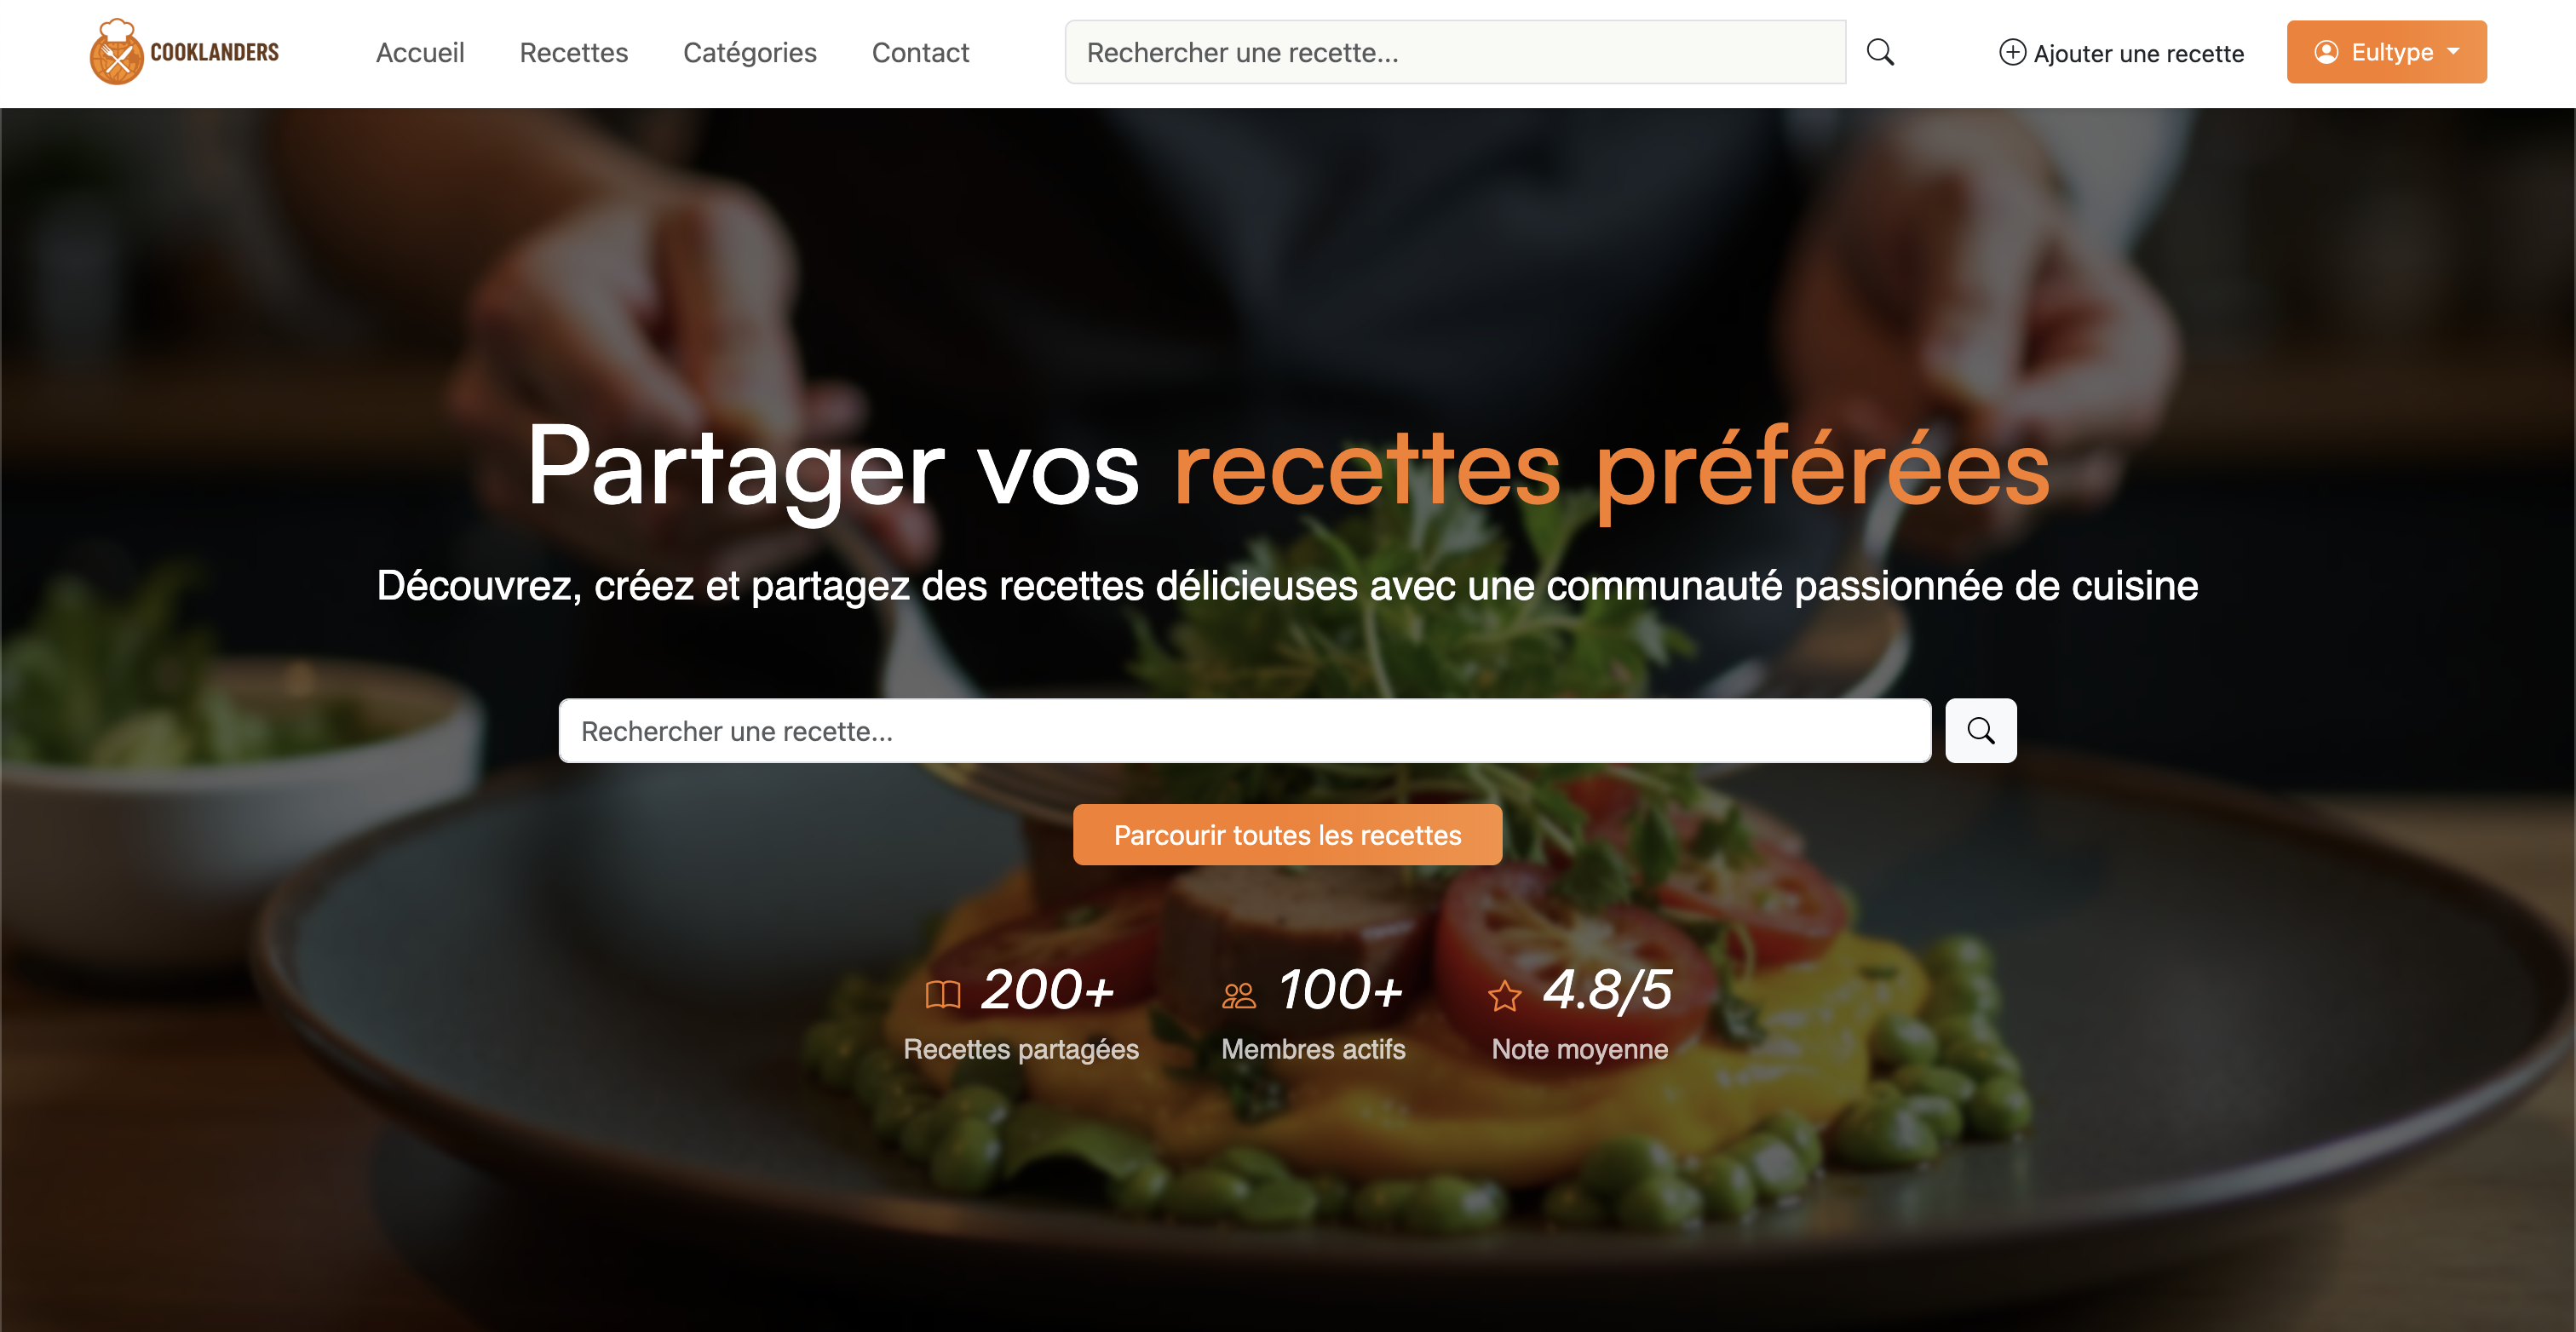 COOKLANDERS
Accueil Recettes Catégories Contact
Rechercher une recette...
Ajouter une recette
Eultype
Partager vos recettes préférées
Découvrez, créez et partagez des recettes délicieuses avec une communauté passionnée de cuisine
Rechercher une recette...
Parcourir toutes les recettes
200+ 100+ 4.8/5
Recettes partagées Membres actifs Note moyenne